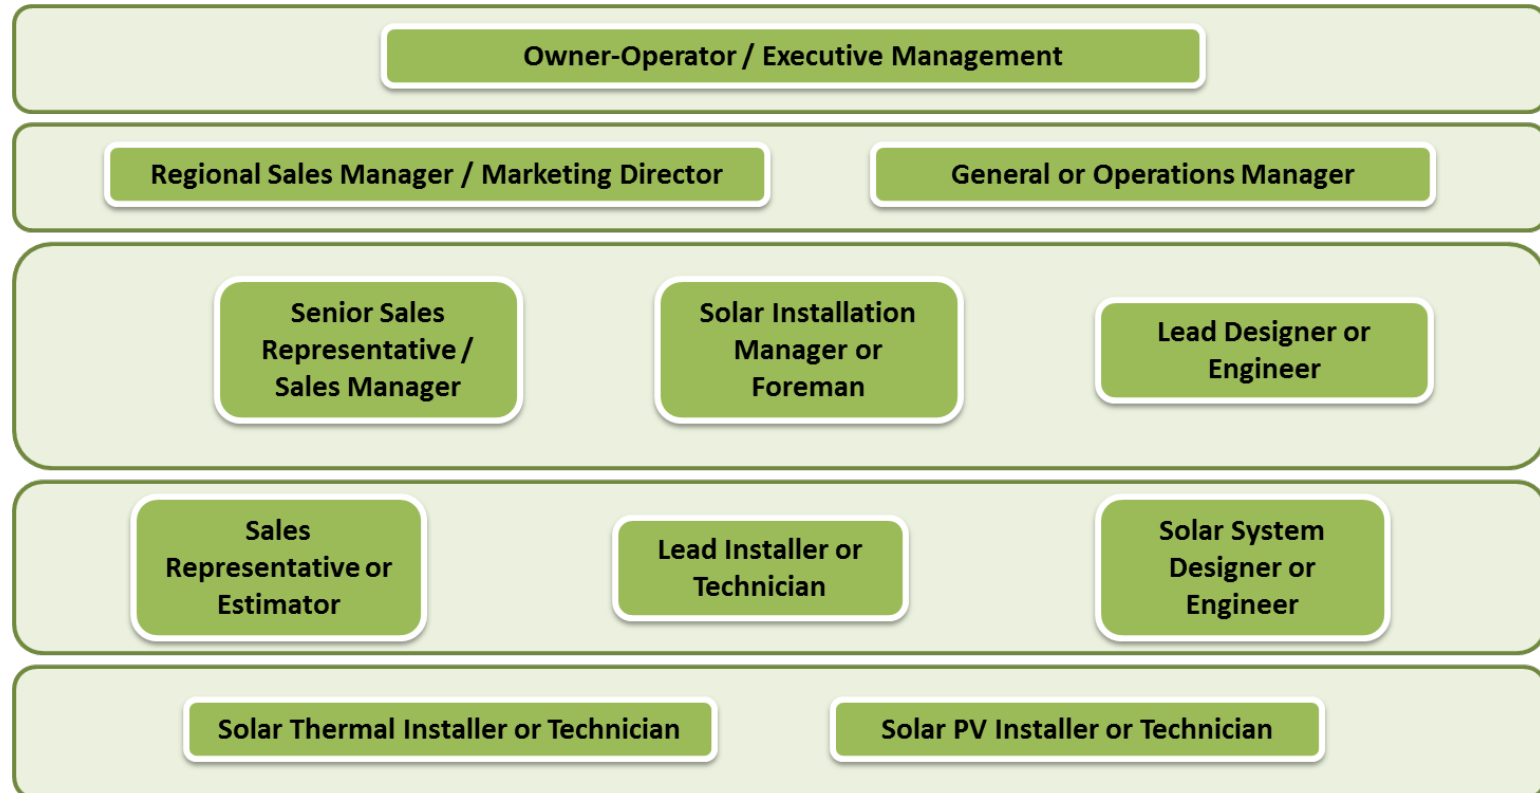 Owner-Operator / Executive Management
Regional Sales Manager / Marketing Director
General or Operations Manager
Senior Sales
Representative /
Sales Manager
Solar Installation
Manager or
Foreman
Lead Designer or
Engineer
Sales
Representative or
Estimator
Lead Installer or
Technician
Solar System
Designer or
Engineer
Solar Thermal Installer or Technician
Solar PV Installer or Technician